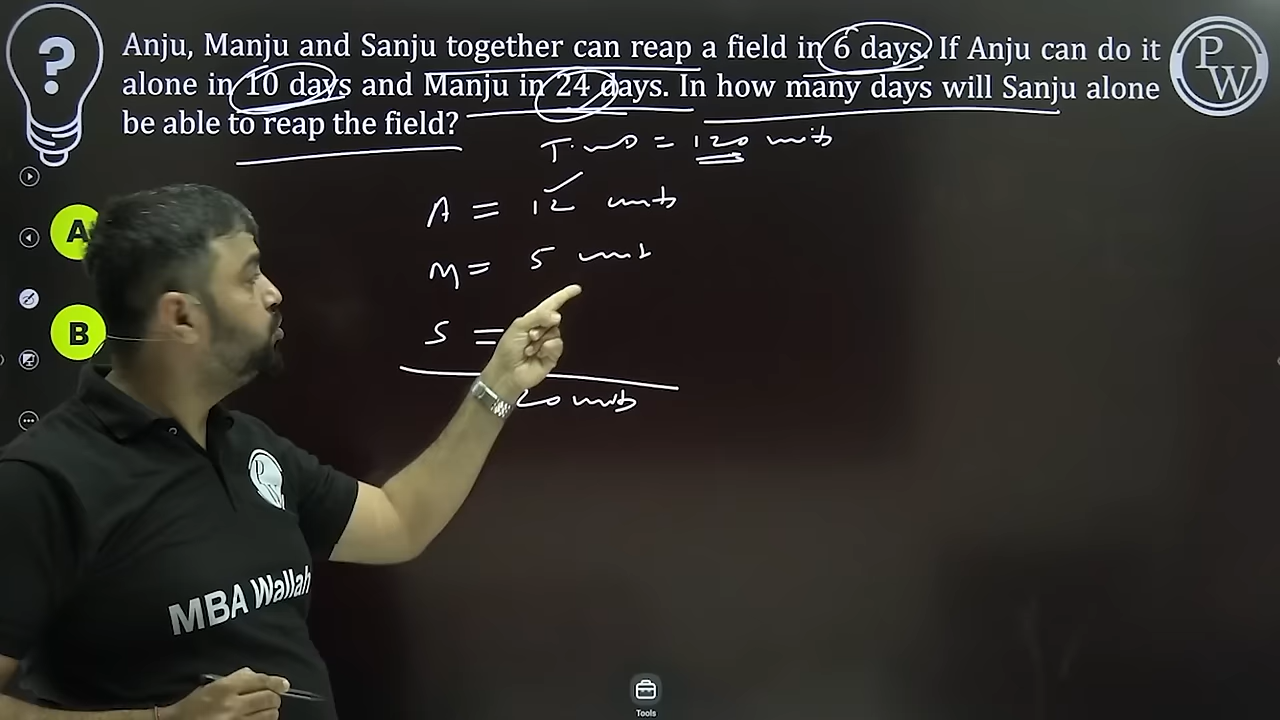 Anju, Manju and Sanju together can reap a field in 6 days. If Anju can do it
alone in 10 days and Manju in 24 days. In how many days will Sanju alone
be able to reap the field?
PW
?
= 120 units
A = 12 units
M = 5 unit
S =
20 units
A
B
PW
MBA Wallah
Tools